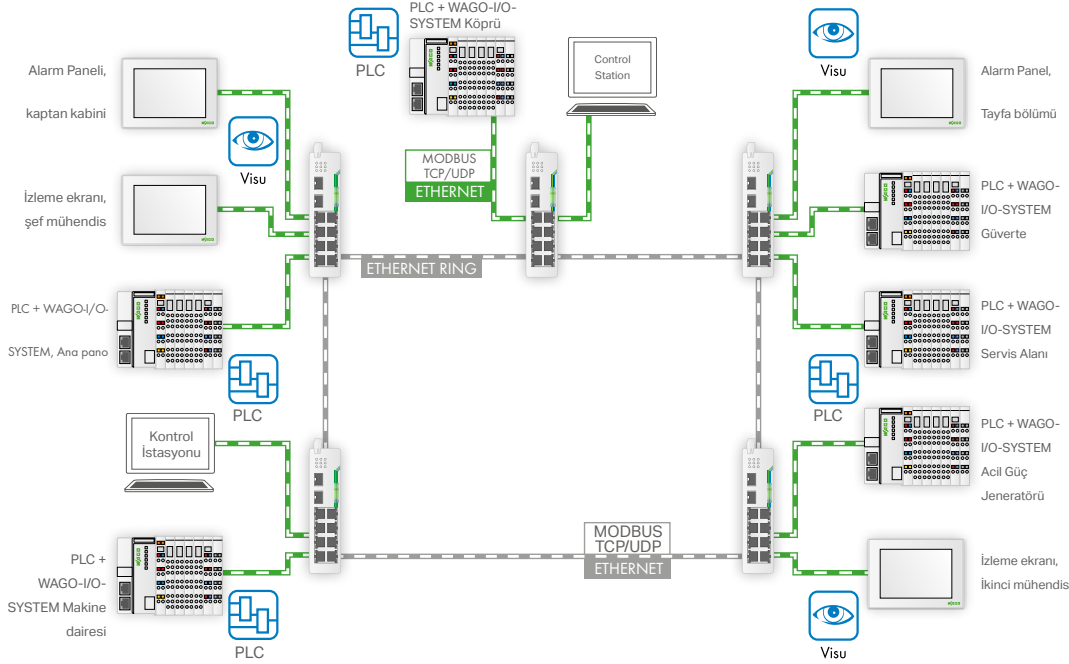 PLC + WAGO-I/O-
SYSTEM Köprü
PLC
Control
Station
Visu
Alarm Paneli,
kaptan kabini
Visu
Alarm Panel,
Tayfa bölümü
MODBUS
TCP/UDP
ETHERNET
İzleme ekranı,
şef mühendis
PLC + WAGO-
I/O-SYSTEM
Güverte
ETHERNET RING
PLC + WAGO-I/O-
SYSTEM, Ana pano
PLC
PLC + WAGO-
I/O-SYSTEM
Servis Alanı
PLC
Kontrol
İstasyonu
PLC + WAGO-
I/O-SYSTEM
Acil Güç
Jeneratörü
MODBUS
TCP/UDP
ETHERNET
PLC +
WAGO-I/O-
SYSTEM Makine
dairesi
PLC
İzleme ekranı,
İkinci mühendis
Visu